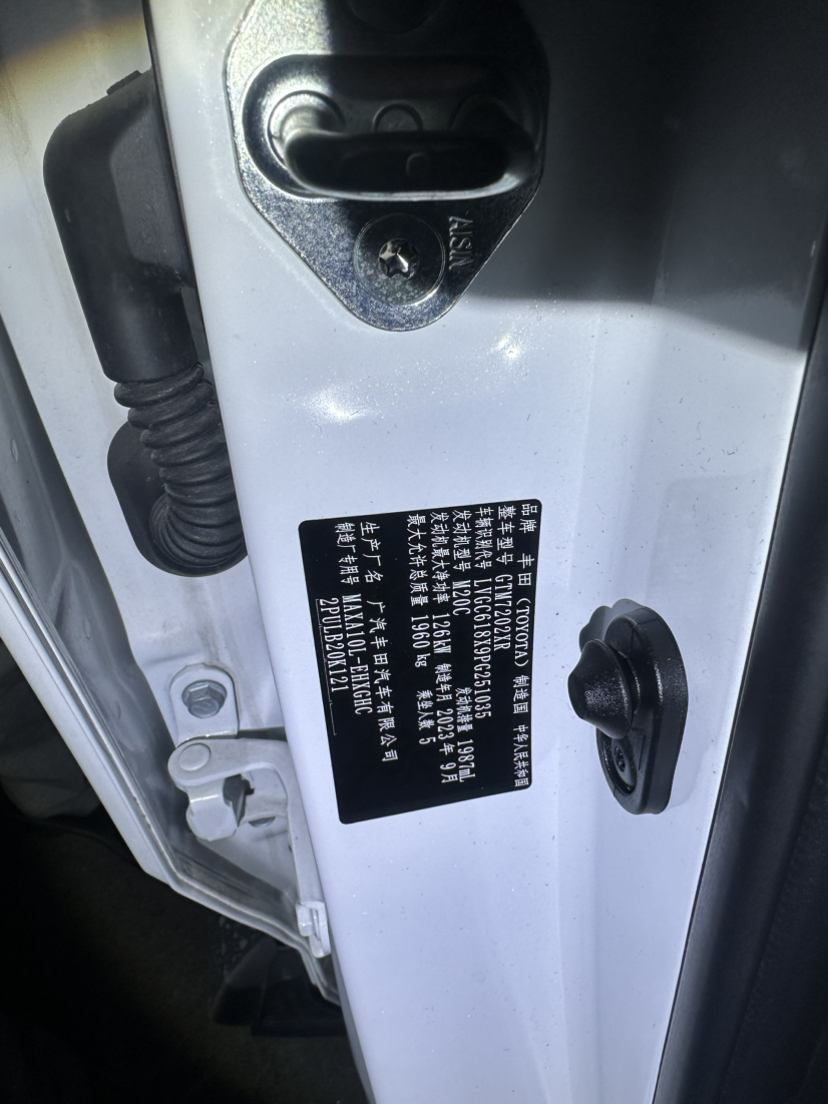 AISIN
品牌 丰田(TOYOTA) 制造国 中华人民共和国
整车型号 GTM7202XR
车辆识别代号 LVGC618X9PG251035
发动机型号 M20C 发动机排量 1987mL
发动机最大净功率 126kW 制造年月 2023年9月
最大允许总质量 1960kg 乘坐人数 5
生产厂名 广汽丰田汽车有限公司
制造厂专用号 MAXA10L-EHXGHC
2PULB20K121